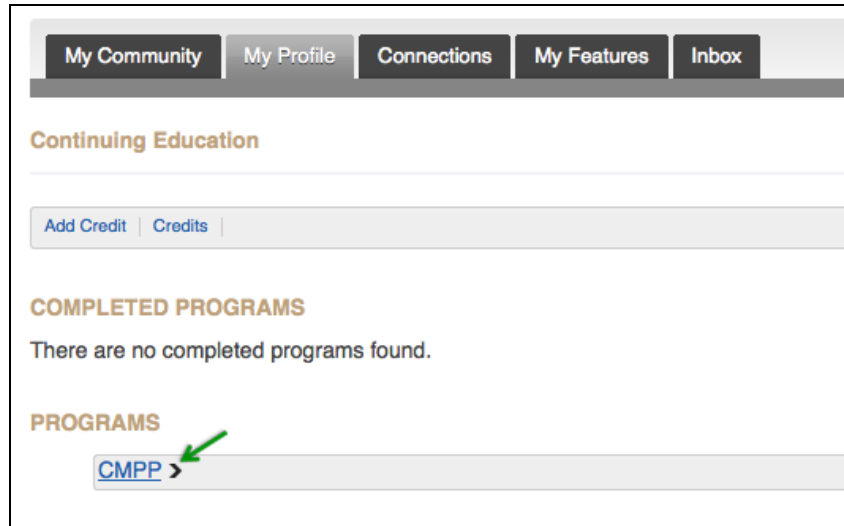 My Community My Profile Connections My Features Inbox
Continuing Education
Add Credit | Credits |
COMPLETED PROGRAMS
There are no completed programs found.
PROGRAMS
CMPP >